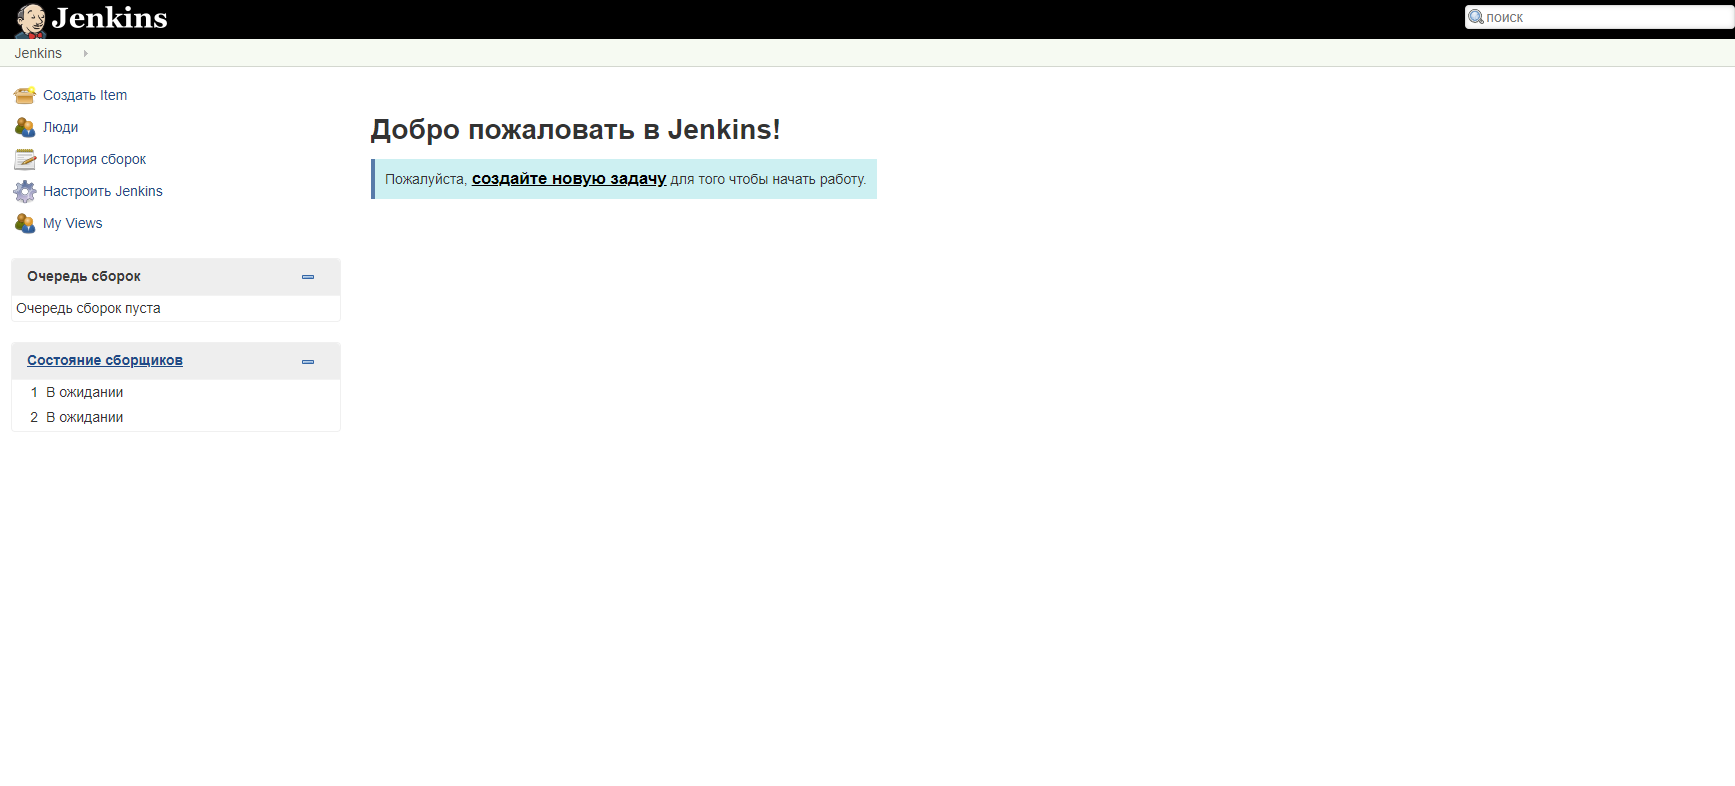 Jenkins
поиск
Jenkins
Создать Item
Люди
История сборок
Настроить Jenkins
My Views
Очередь сборок
Очередь сборок пуста
Состояние сборщиков
1 В ожидании
2 В ожидании
Добро пожаловать в Jenkins!
Пожалуйста, создайте новую задачу для того чтобы начать работу.